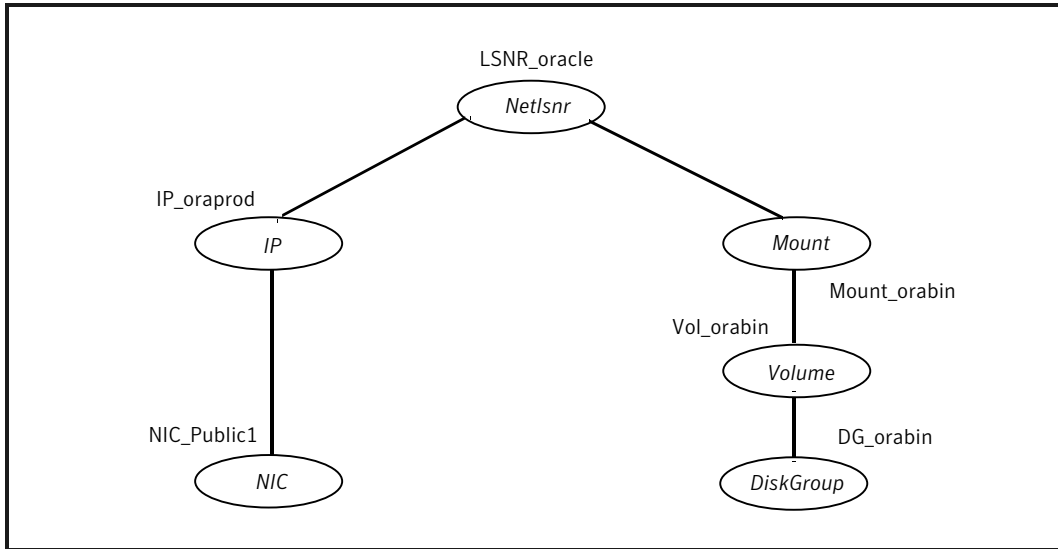 LSNR_oracle
Netlsnr
IP_oraprod
IP
Mount
Mount_orabin
Vol_orabin
Volume
NIC_Public1
DG_orabin
NIC
DiskGroup